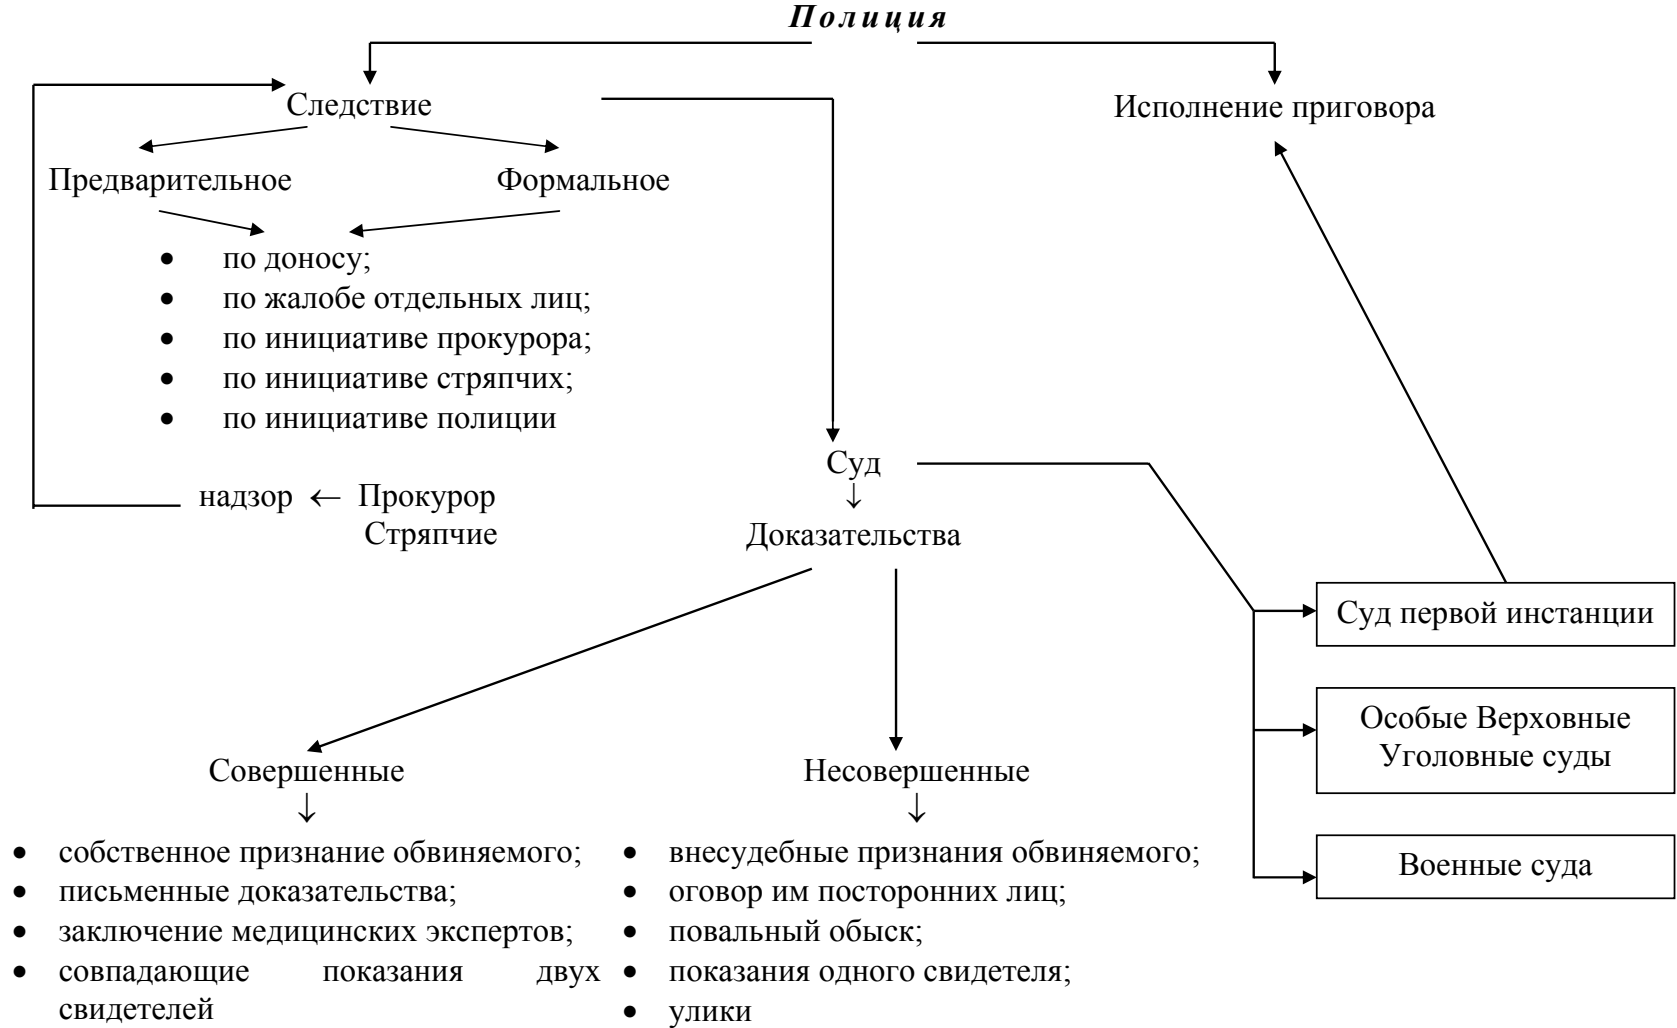 Полиция
Следствие
Исполнение приговора
Предварительное
Формальное
• по доносу;
• по жалобе отдельных лиц;
• по инициативе прокурора;
• по инициативе стряпчих;
• по инициативе полиции
Суд
надзор ← Прокурор
Стряпчие
↓
Доказательства
Суд первой инстанции
Особые Верховные
Уголовные суды
Военные суда
Совершенные
↓
• собственное признание обвиняемого;
• письменные доказательства;
• заключение медицинских экспертов;
• совпадающие показания двух
свидетелей
Несовершенные
↓
• внесудебные признания обвиняемого;
• оговор им посторонних лиц;
• повальный обыск;
• показания одного свидетеля;
• улики